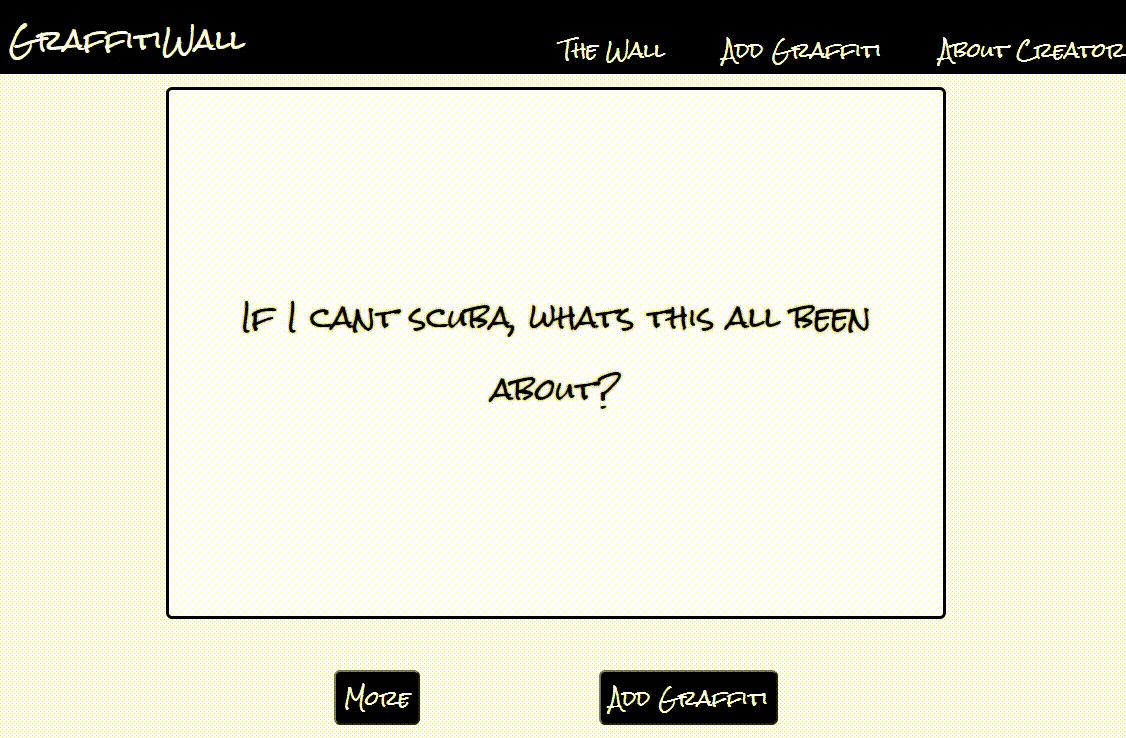 GraffitiWall
The Wall
Add Graffiti
About Creator
If I cant scuba, whats this all been
about?
More
Add Graffiti